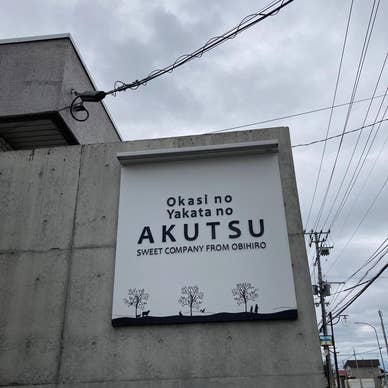 Okasi no
Yakata no
AKUTSU
SWEET COMPANY FROM OBIHIRO